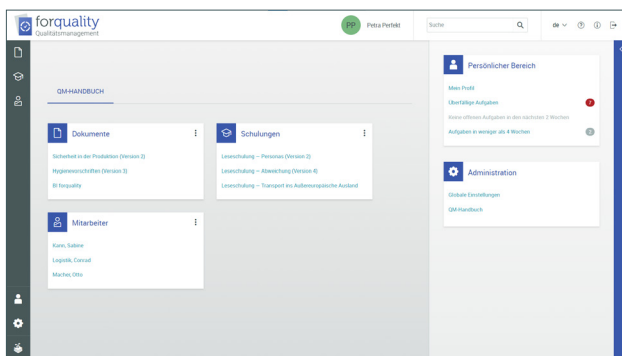 forquality
Qualitätsmanagement
PP
Petra Perfekt
Suche
de
QM-HANDBUCH
Dokumente
Sicherheit in der Produktion (Version 2)
Hygienevorschriften (Version 3)
BI forquality
Schulungen
Leseschulung – Personas (Version 2)
Leseschulung – Abweichung (Version 4)
Leseschulung – Transport ins Außereuropäische Ausland
Mitarbeiter
Kann, Sabine
Logistik, Conrad
Macher, Otto
Persönlicher Bereich
Mein Profil
Überfällige Aufgaben
Keine offenen Aufgaben in den nächsten 2 Wochen
Aufgaben in weniger als 4 Wochen
Administration
Globale Einstellungen
QM-Handbuch